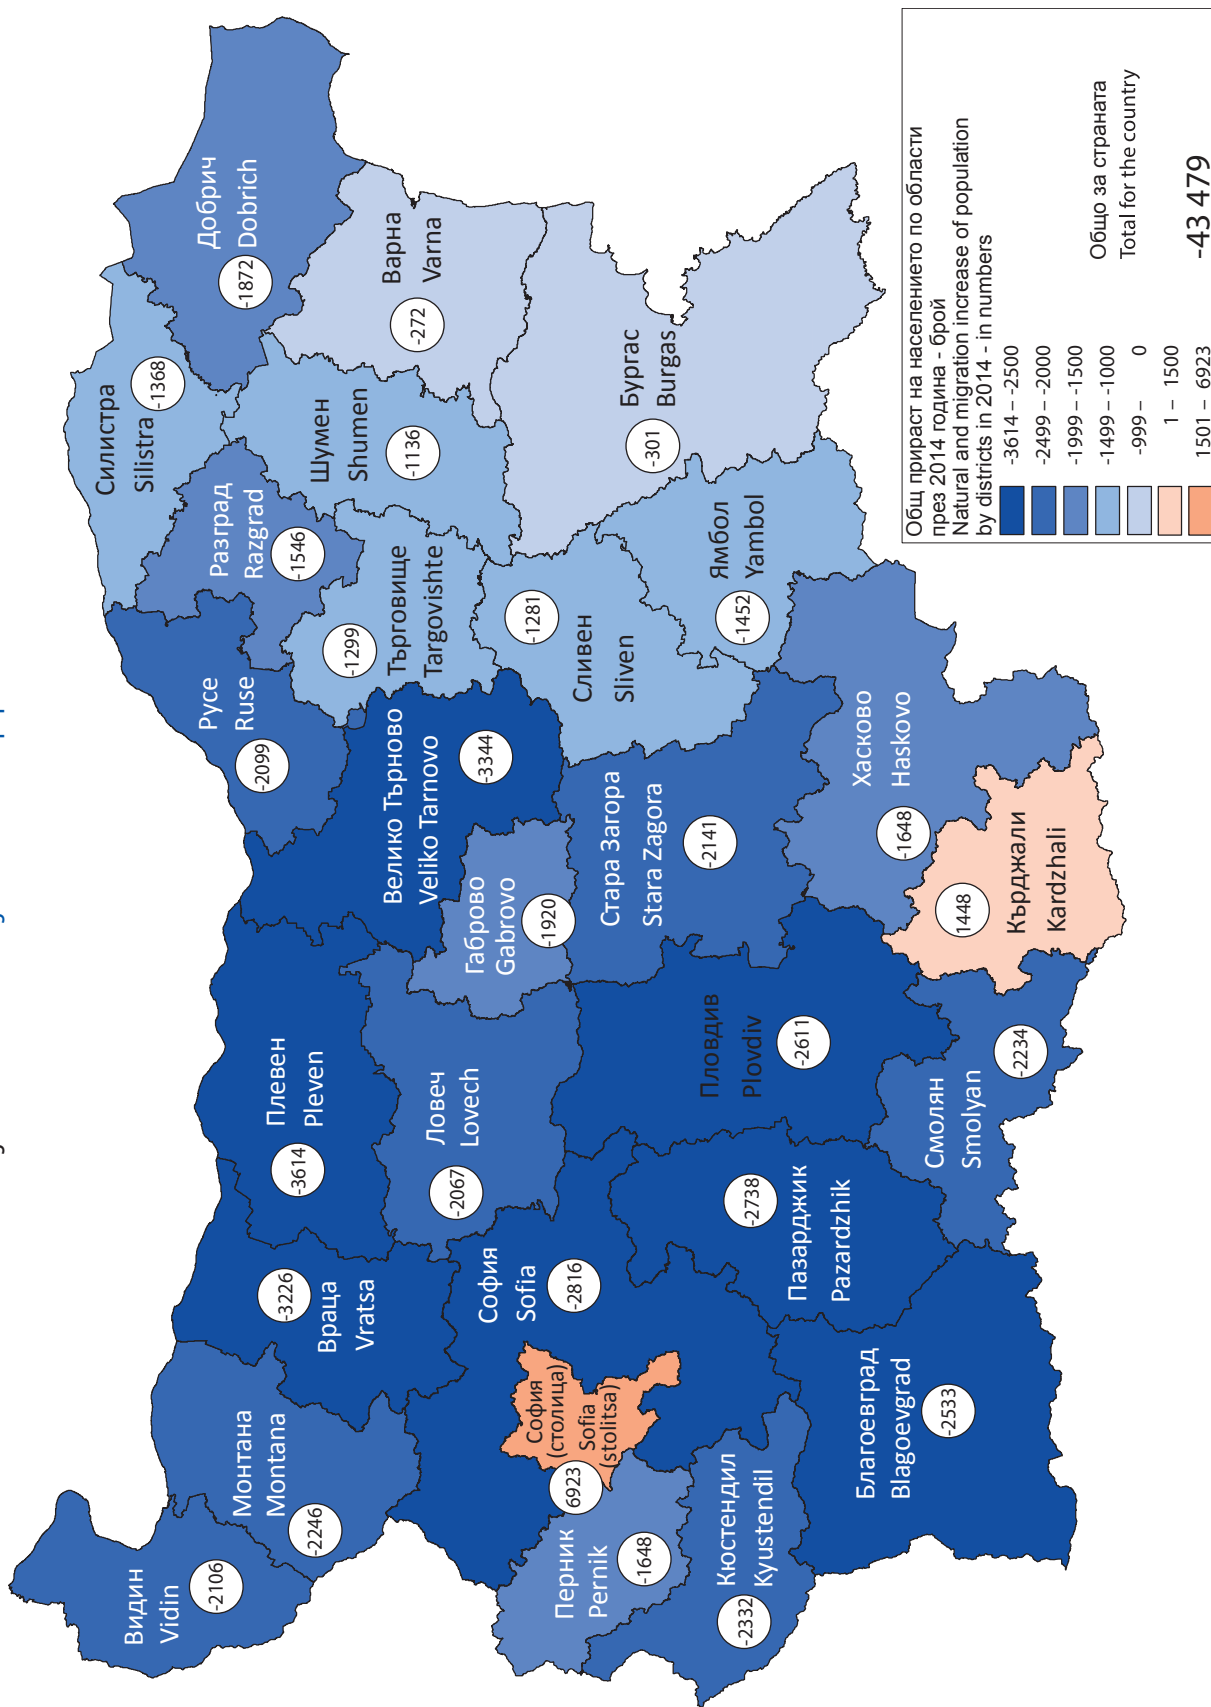 Видин
Vidin
-2106
Монтана
Montana
-2246
Враца
Vratsa
-3226
Плевен
Pleven
-3614
Велико Търново
Veliko Tarnovo
-3344
Русе
Ruse
-2099
Разград
Razgrad
-1546
Силистра
Silistra
-1368
Добрич
Dobrich
-1872
Варна
Varna
-272
Шумен
Shumen
-1136
Търговище
Targovishte
-1299
Ловеч
Lovech
-2067
Габрово
Gabrovo
-1920
София
Sofia
-2816
София
(столица)
Sofia
(stolitsa)
6923
Перник
Pernik
-1648
Кюстендил
Kyustendil
-2332
Благоевград
Blagoevgrad
-2533
Пазарджик
Pazardzhik
-2738
Пловдив
Plovdiv
-2611
Стара Загора
Stara Zagora
-2141
Сливен
Sliven
-1281
Ямбол
Yambol
-1452
Бургас
Burgas
-301
Хасково
Haskovo
-1648
Кърджали
Kardzhali
1448
Смолян
Smolyan
-2234
Общ прираст на населението по области
през 2014 година - брой
Natural and migration increase of population
by districts in 2014 - in numbers
-3614 – -2500
-2499 – -2000
-1999 – -1500
-1499 – -1000
-999 – 0
1 – 1500
1501 – 6923
Общо за страната
Total for the country
-43 479